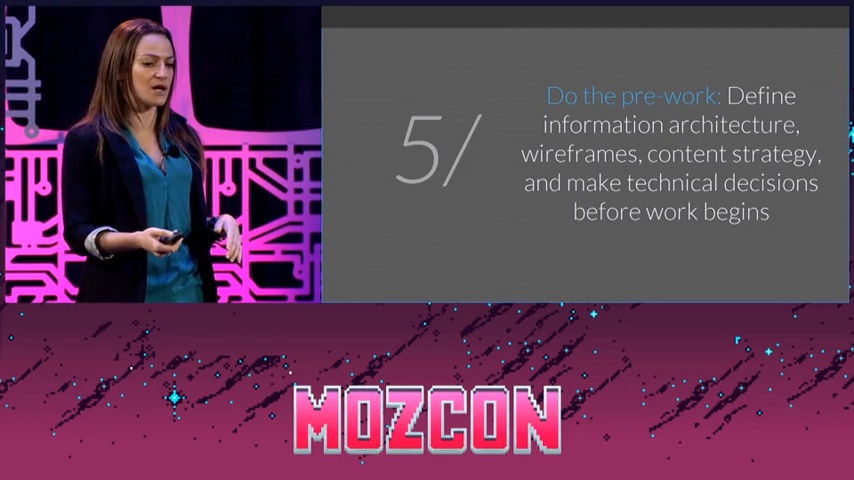 5/
Do the pre-work: Define
information architecture,
wireframes, content strategy,
and make technical decisions
before work begins
MOZCON